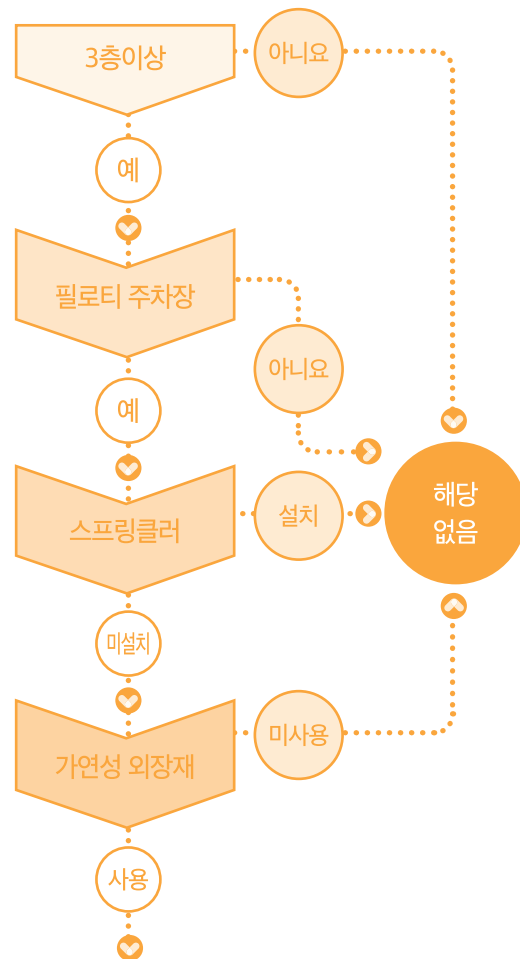 3층이상
아니요
예
필로티 주차장
아니요
예
스프링클러
설치
해당
없음
미설치
가연성 외장재
미사용
사용